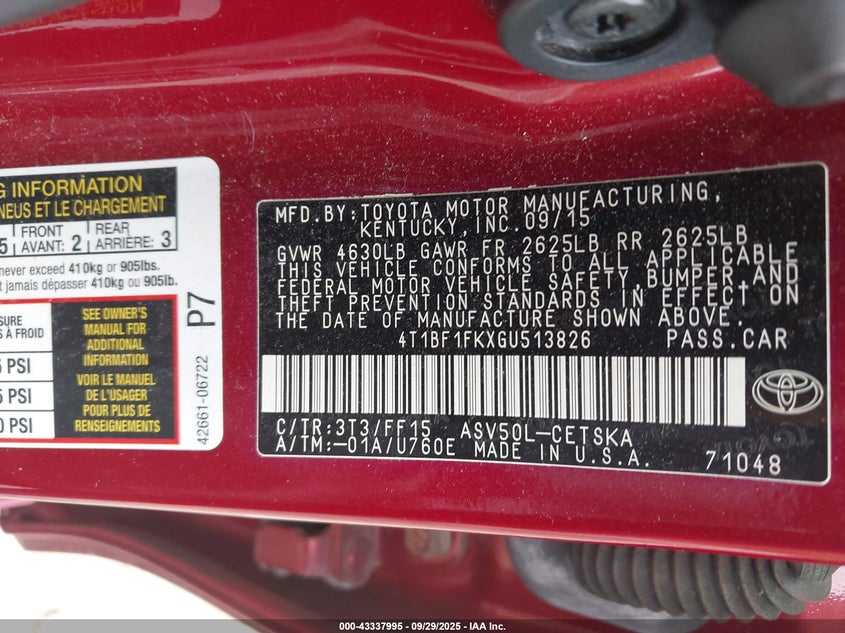 G INFORMATION
NEUS ET LE CHARGEMENT
5 FRONT REAR
AVANT: 2 ARRIÈRE: 3
never exceed 410kg or 905lbs.
t jamais dépasser 410kg ou 905lb.
SURE
S À FROID
5 PSI
5 PSI
0 PSI
SEE OWNER'S
MANUAL FOR
ADDITIONAL
INFORMATION
VOIR LE MANUEL
DE L'USAGER
POUR PLUS DE
RENSEIGNEMENTS
P7
42661-06722
MFD.BY:TOYOTA MOTOR MANUFACTURING,
KENTUCKY,INC.09/15
GVWR 4630LB GAWR FR 2625LB RR 2625LB
THIS VEHICLE CONFORMS TO ALL APPLICABLE
FEDERAL MOTOR VEHICLE SAFETY,BUMPER,AND
THEFT PREVENTION STANDARDS IN EFFECT ON
THE DATE OF MANUFACTURE SHOWN ABOVE.
4T1BF1FKXGU513826 PASS.CAR
C/TR:3T3/FF15 ASV50L-CETSKA
A/TM:-01A/U760E MADE IN U.S.A. 71048
000-43337995 - 09/29/2025 - IAA Inc.